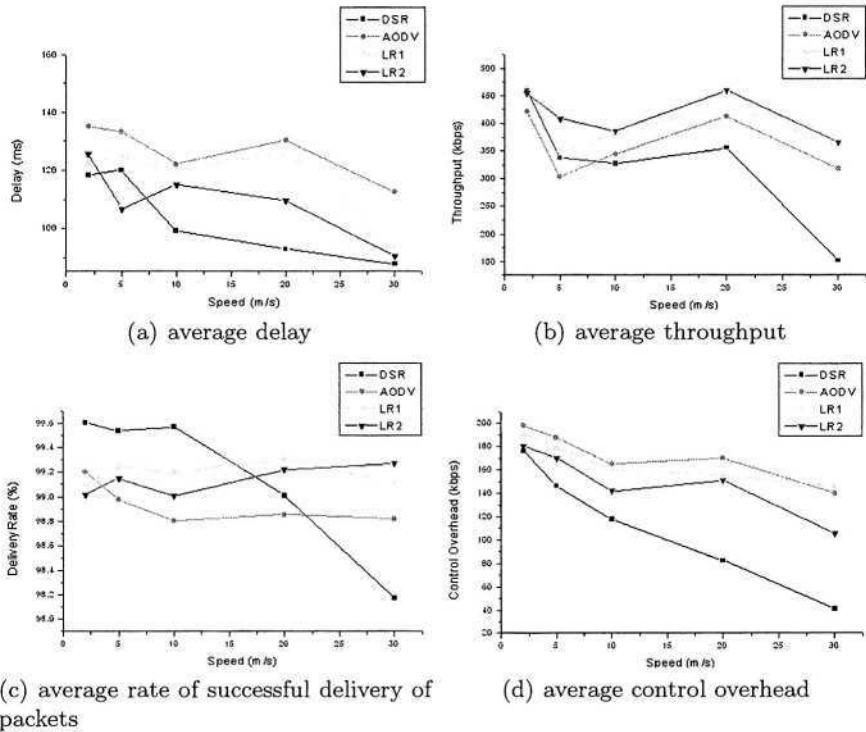 DSR
AODV
LR1
LR2
160
140
120
100
Delay (ms)
0 5 10 15 20 25 30
Speed (m/s)
(a) average delay
DSR
AODV
LR1
LR2
500
450
400
350
300
250
200
150
Throughput (kbps)
0 5 10 15 20 25 30
Speed (m/s)
(b) average throughput
DSR
AODV
LR1
LR2
99.6
99.4
99.2
99.0
98.8
98.6
98.4
98.2
98.0
Delivery Rate (%)
0 5 10 15 20 25 30
Speed (m/s)
(c) average rate of successful delivery of
packets
DSR
AODV
LR1
LR2
200
180
160
140
120
100
80
60
40
20
Control Overhead (kbps)
0 5 10 15 20 25 30
Speed (m/s)
(d) average control overhead